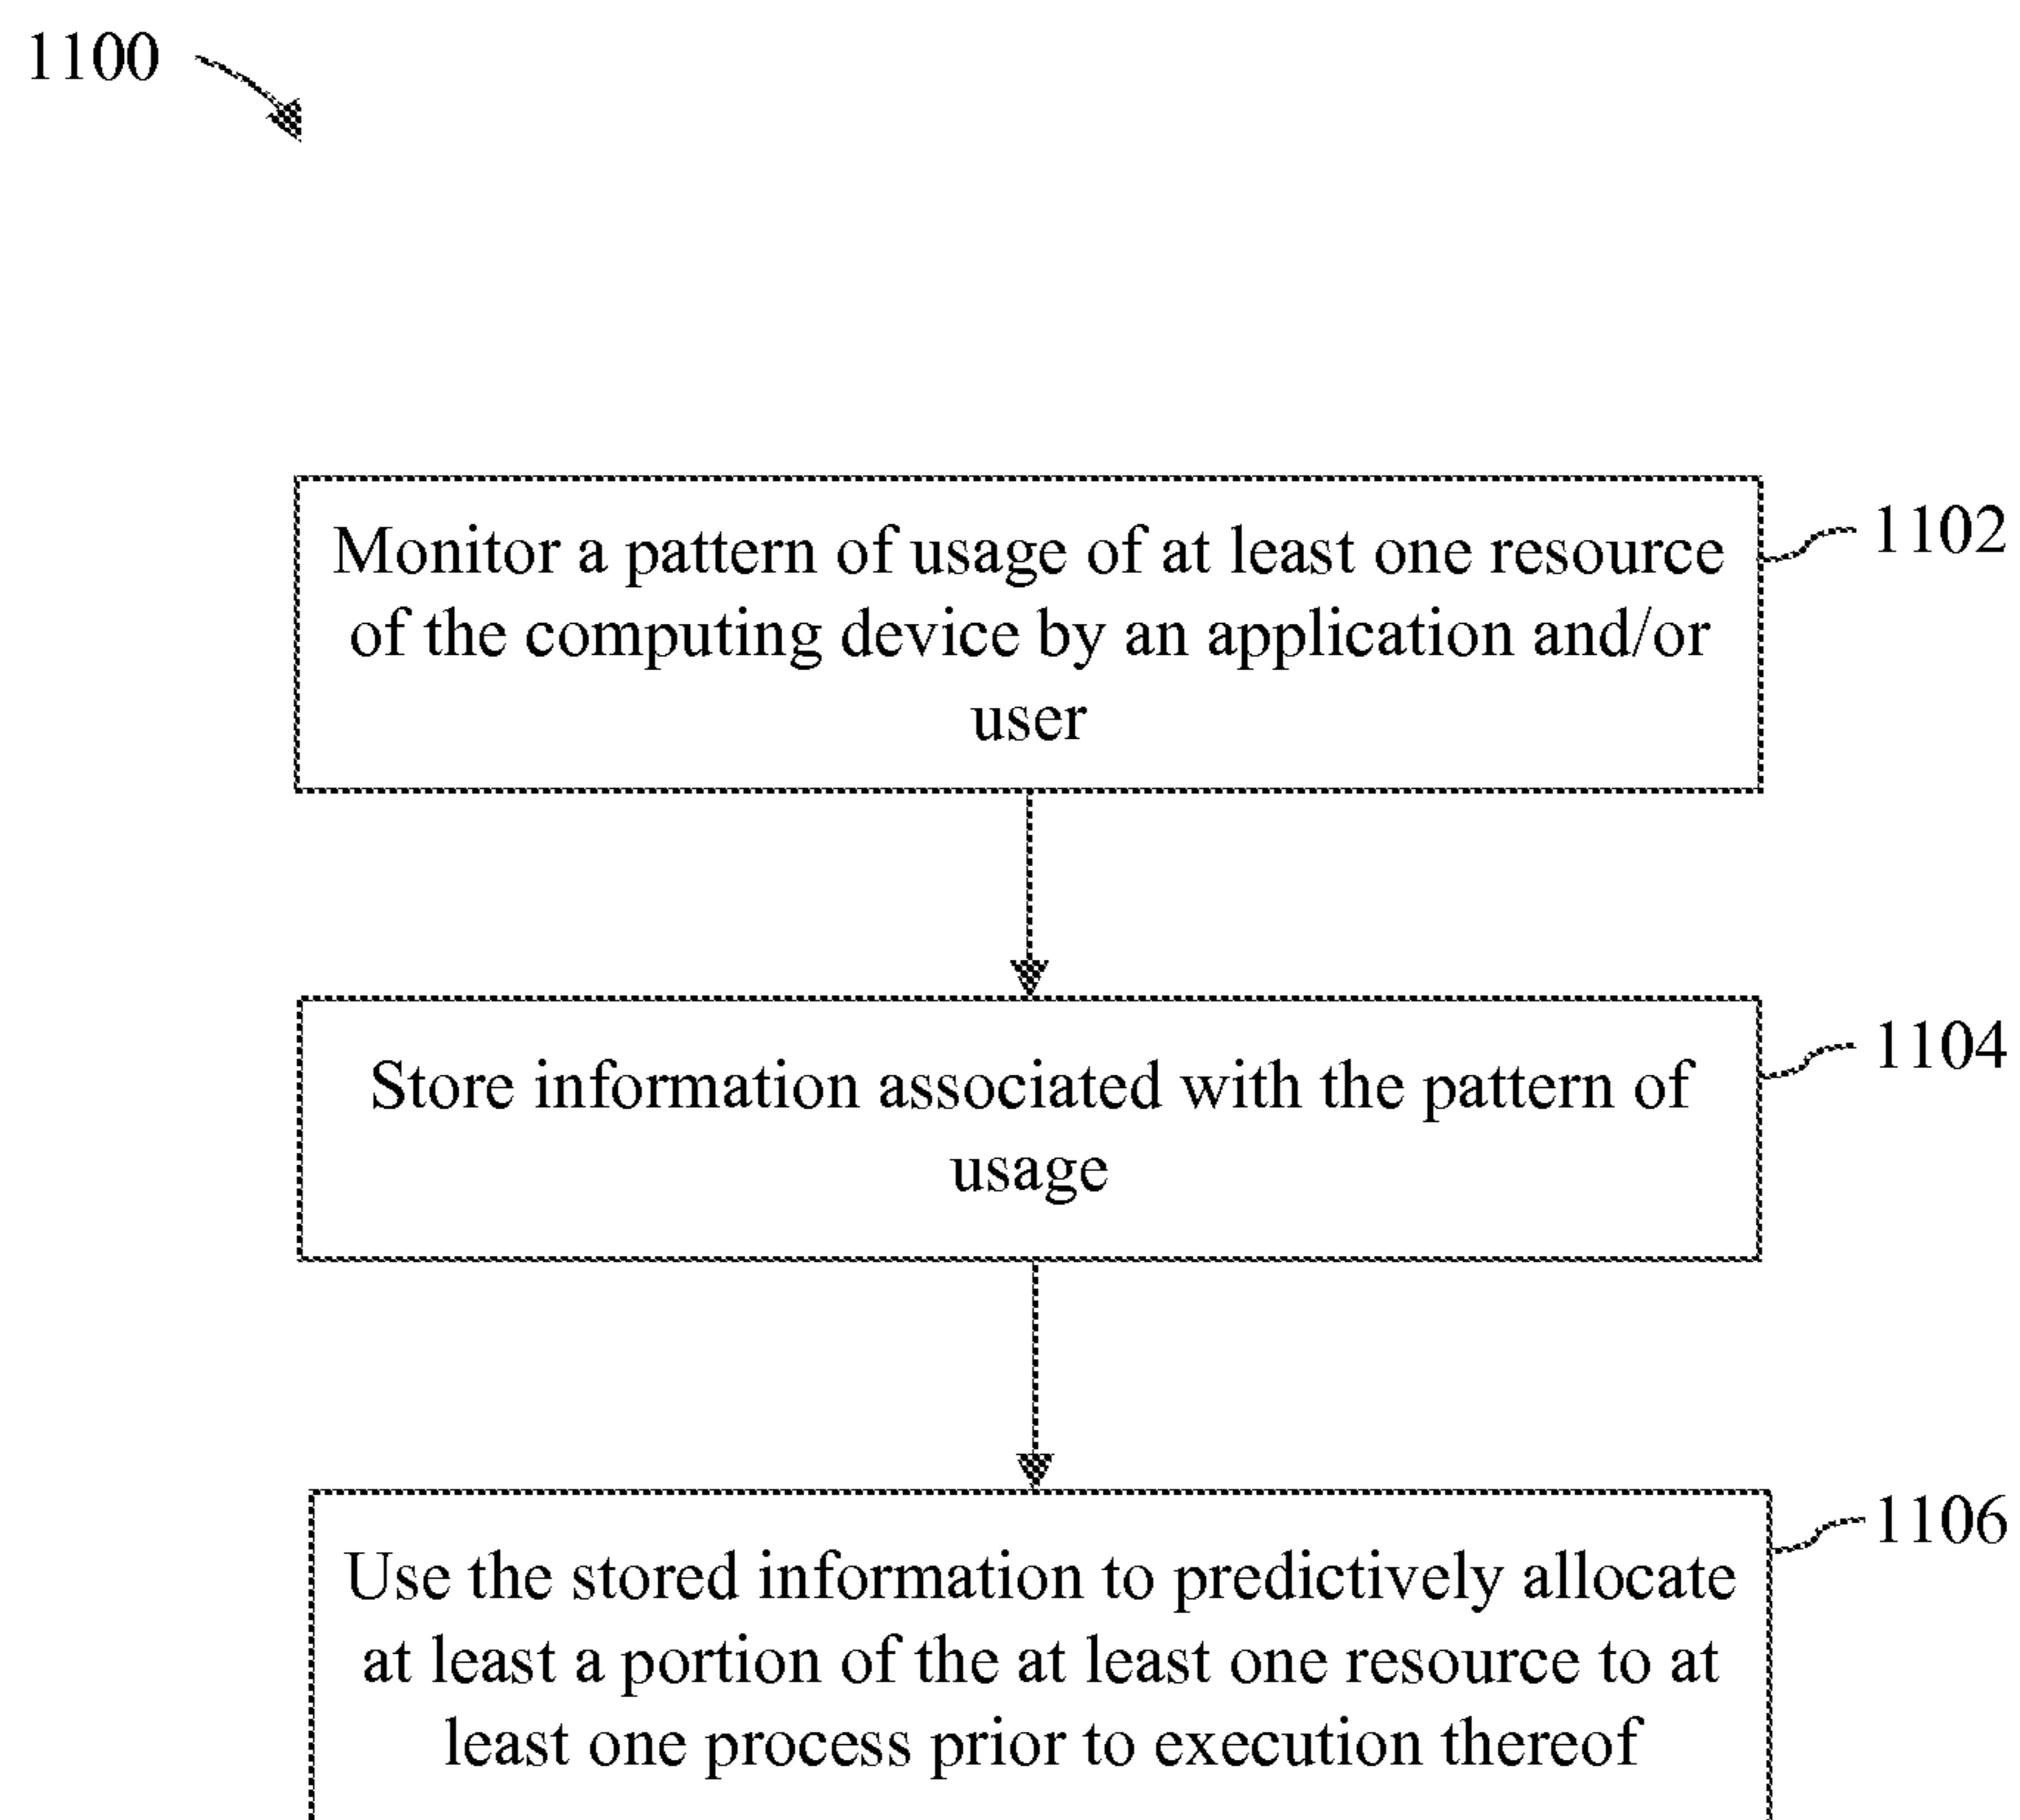 1100
Monitor a pattern of usage of at least one resource
of the computing device by an application and/or
user
1102
Store information associated with the pattern of
usage
1104
Use the stored information to predictively allocate
at least a portion of the at least one resource to at
least one process prior to execution thereof
1106